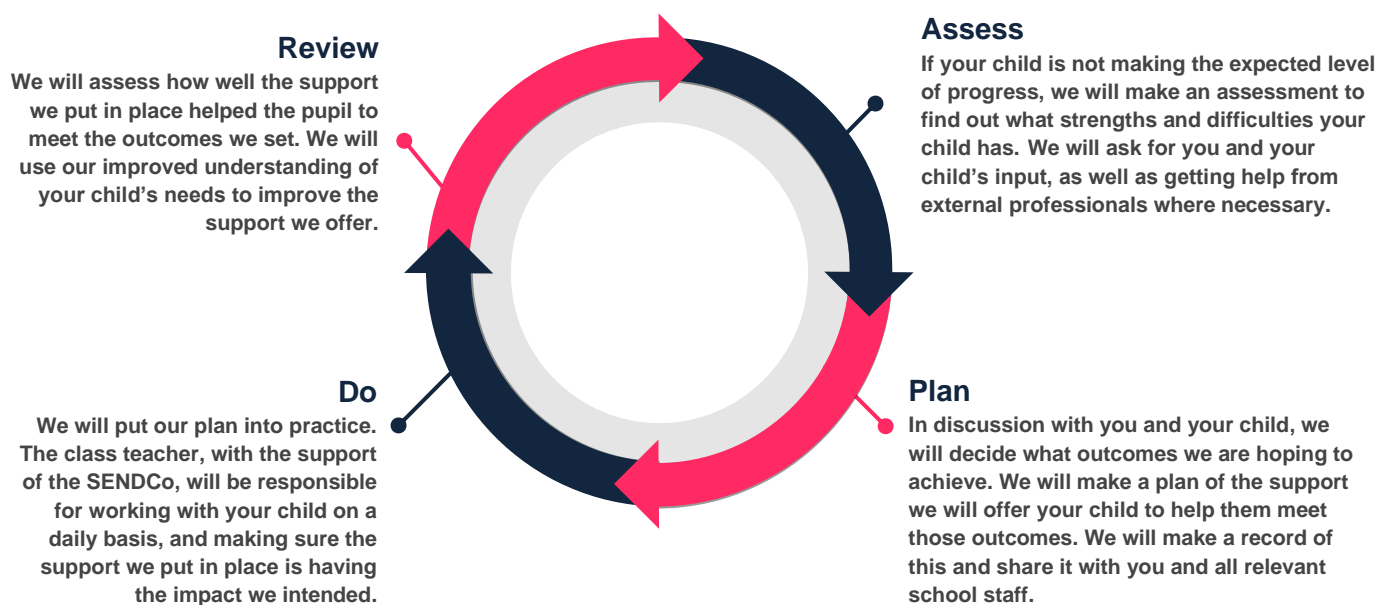 Review
We will assess how well the support
we put in place helped the pupil to
meet the outcomes we set. We will
use our improved understanding of
your child’s needs to improve the
support we offer.
Assess
If your child is not making the expected level
of progress, we will make an assessment to
find out what strengths and difficulties your
child has. We will ask for you and your
child’s input, as well as getting help from
external professionals where necessary.
Do
We will put our plan into practice.
The class teacher, with the support
of the SENDCo, will be responsible
for working with your child on a
daily basis, and making sure the
support we put in place is having
the impact we intended.
Plan
In discussion with you and your child, we
will decide what outcomes we are hoping to
achieve. We will make a plan of the support
we will offer your child to help them meet
those outcomes. We will make a record of
this and share it with you and all relevant
school staff.